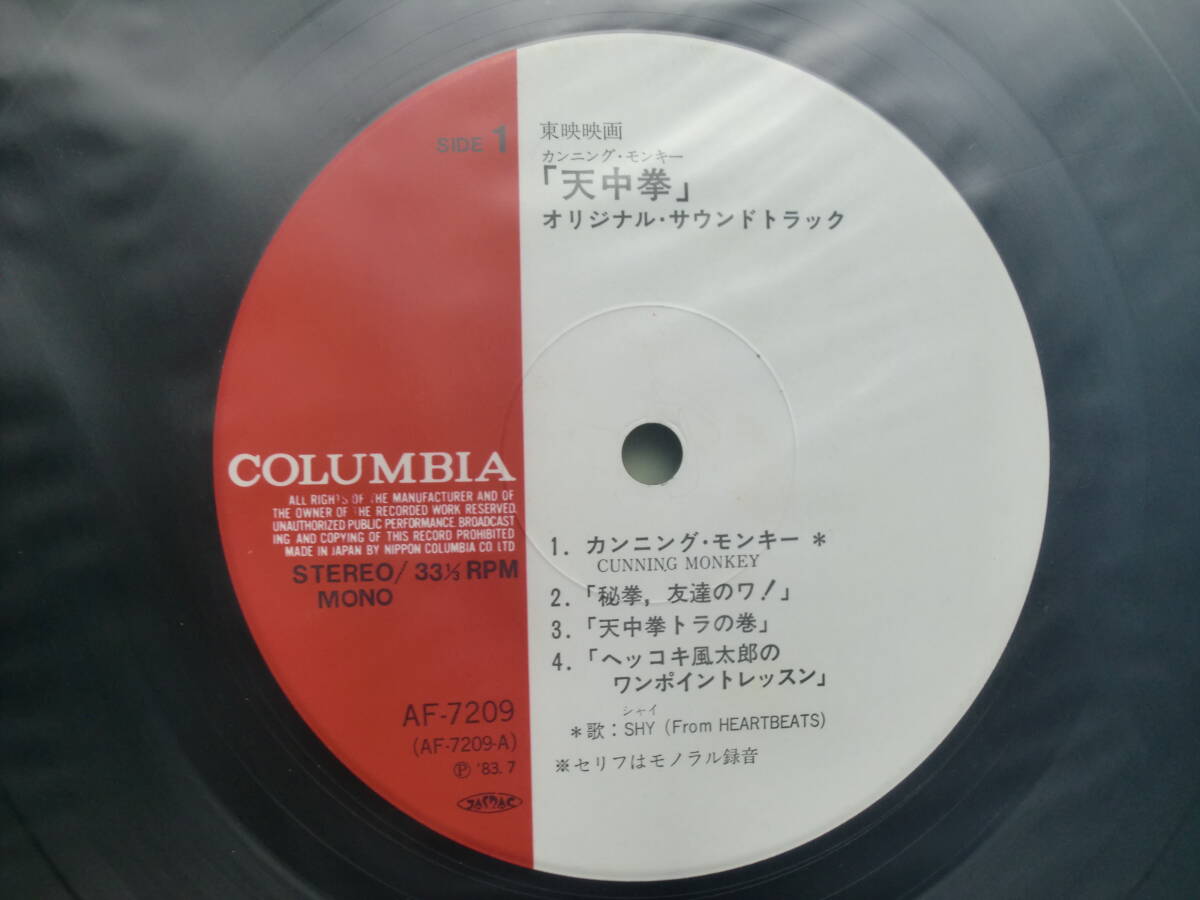 SIDE 1
東映映画
カンニング・モンキー
「天中拳」
オリジナル・サウンドトラック
COLUMBIA
ALL RIGHTS OF THE MANUFACTURER AND OF
THE OWNER OF THE RECORDED WORK RESERVED.
UNAUTHORIZED PUBLIC PERFORMANCE. BROADCAST
ING AND COPYING OF THIS RECORD PROHIBITED
MADE IN JAPAN BY NIPPON COLUMBIA CO. LTD
STEREO/ 33⅓ RPM
MONO
1. カンニング・モンキー *
CUNNING MONKEY
2. 「秘拳, 友達のワ!」
3. 「天中拳トラの巻」
4. 「ヘッコキ風太郎の
ワンポイントレッスン」
シャイ
*歌:SHY (From HEARTBEATS)
※セリフはモノラル録音
AF-7209
(AF-7209-A)
Ⓟ '83.7
JASRAC